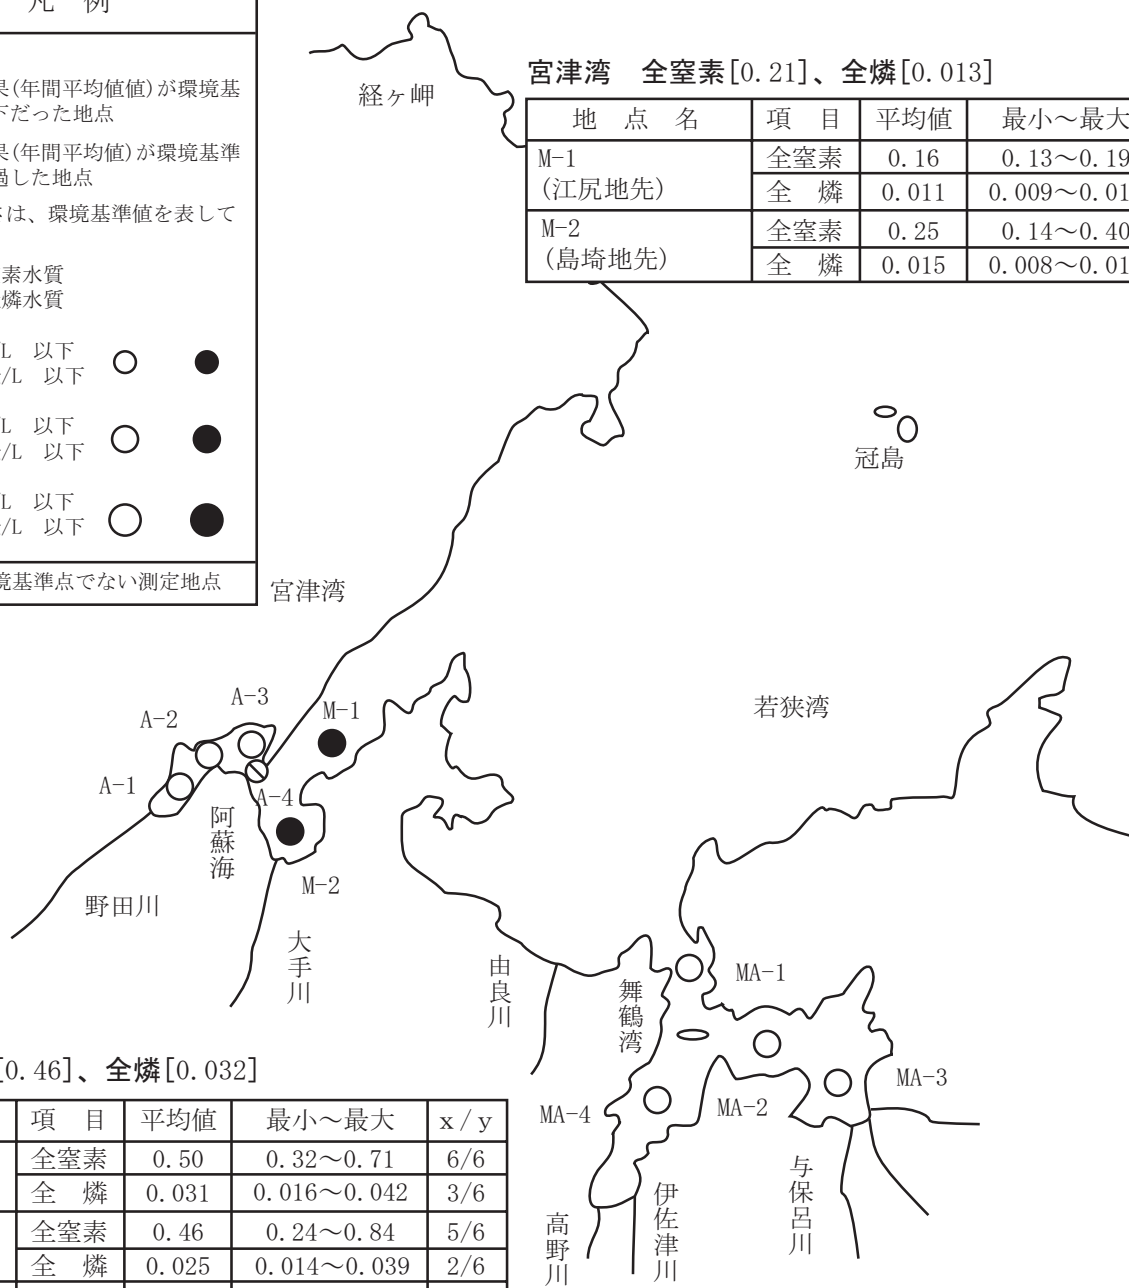 凡 例
果(年間平均値値)が環境基
下だった地点
果(年間平均値)が環境基準
過した地点
さは、環境基準値を表して
素水質
燐水質
/L 以下
/L 以下
/L 以下
/L 以下
/L 以下
/L 以下
境基準点でない測定地点
経ヶ岬
宮津湾 全窒素[0.21]、全燐[0.013]
地 点 名 項 目 平均値 最小～最大
M-1 全窒素 0.16 0.13～0.19
(江尻地先) 全 燐 0.011 0.009～0.01
M-2 全窒素 0.25 0.14～0.40
(島埼地先) 全 燐 0.015 0.008～0.01
冠島
宮津湾
若狭湾
A-3
M-1
A-2
A-1
A-4
阿蘇海
M-2
野田川
大手川
由良川
舞鶴湾
MA-1
MA-3
MA-2
MA-4
与保呂川
伊佐津川
高野川
[0.46]、全燐[0.032]
項 目 平均値 最小～最大 x/y
全窒素 0.50 0.32～0.71 6/6
全 燐 0.031 0.016～0.042 3/6
全窒素 0.46 0.24～0.84 5/6
全 燐 0.025 0.014～0.039 2/6